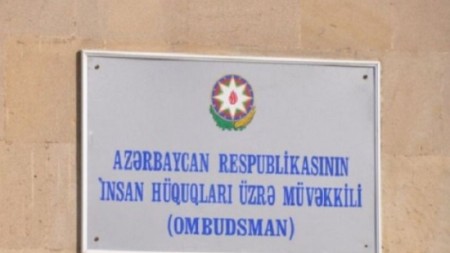 AZƏRBAYCAN RESPUBLİKASININ
İNSAN HÜQUQLARI ÜZRƏ MÜVƏKKİLİ
(OMBUDSMAN)